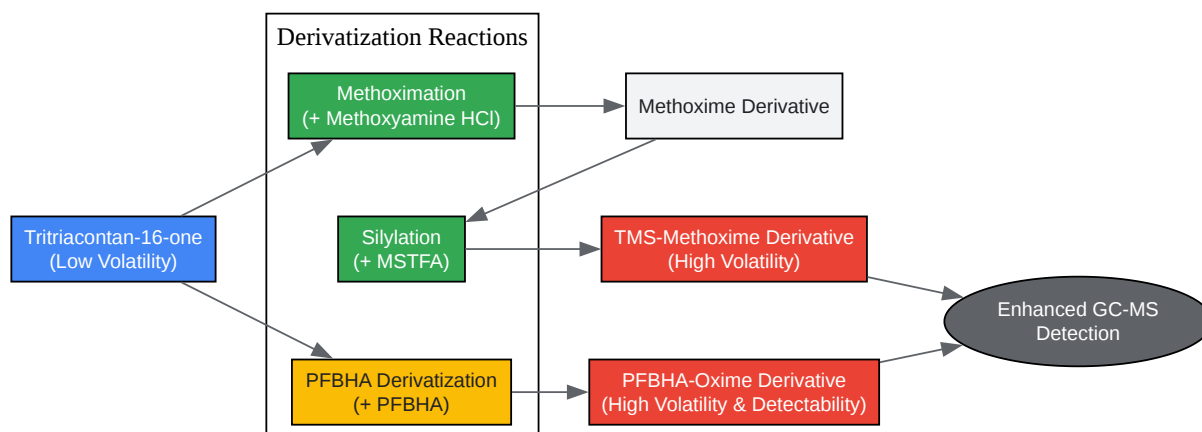 Derivatization Reactions
Methoximation
(+ Methoxyamine HCl)
Methoxime Derivative
Tritriacontan-16-one
(Low Volatility)
Silylation
(+ MSTFA)
TMS-Methoxime Derivative
(High Volatility)
Enhanced GC-MS
Detection
PFBHA Derivatization
(+ PFBHA)
PFBHA-Oxime Derivative
(High Volatility & Detectability)